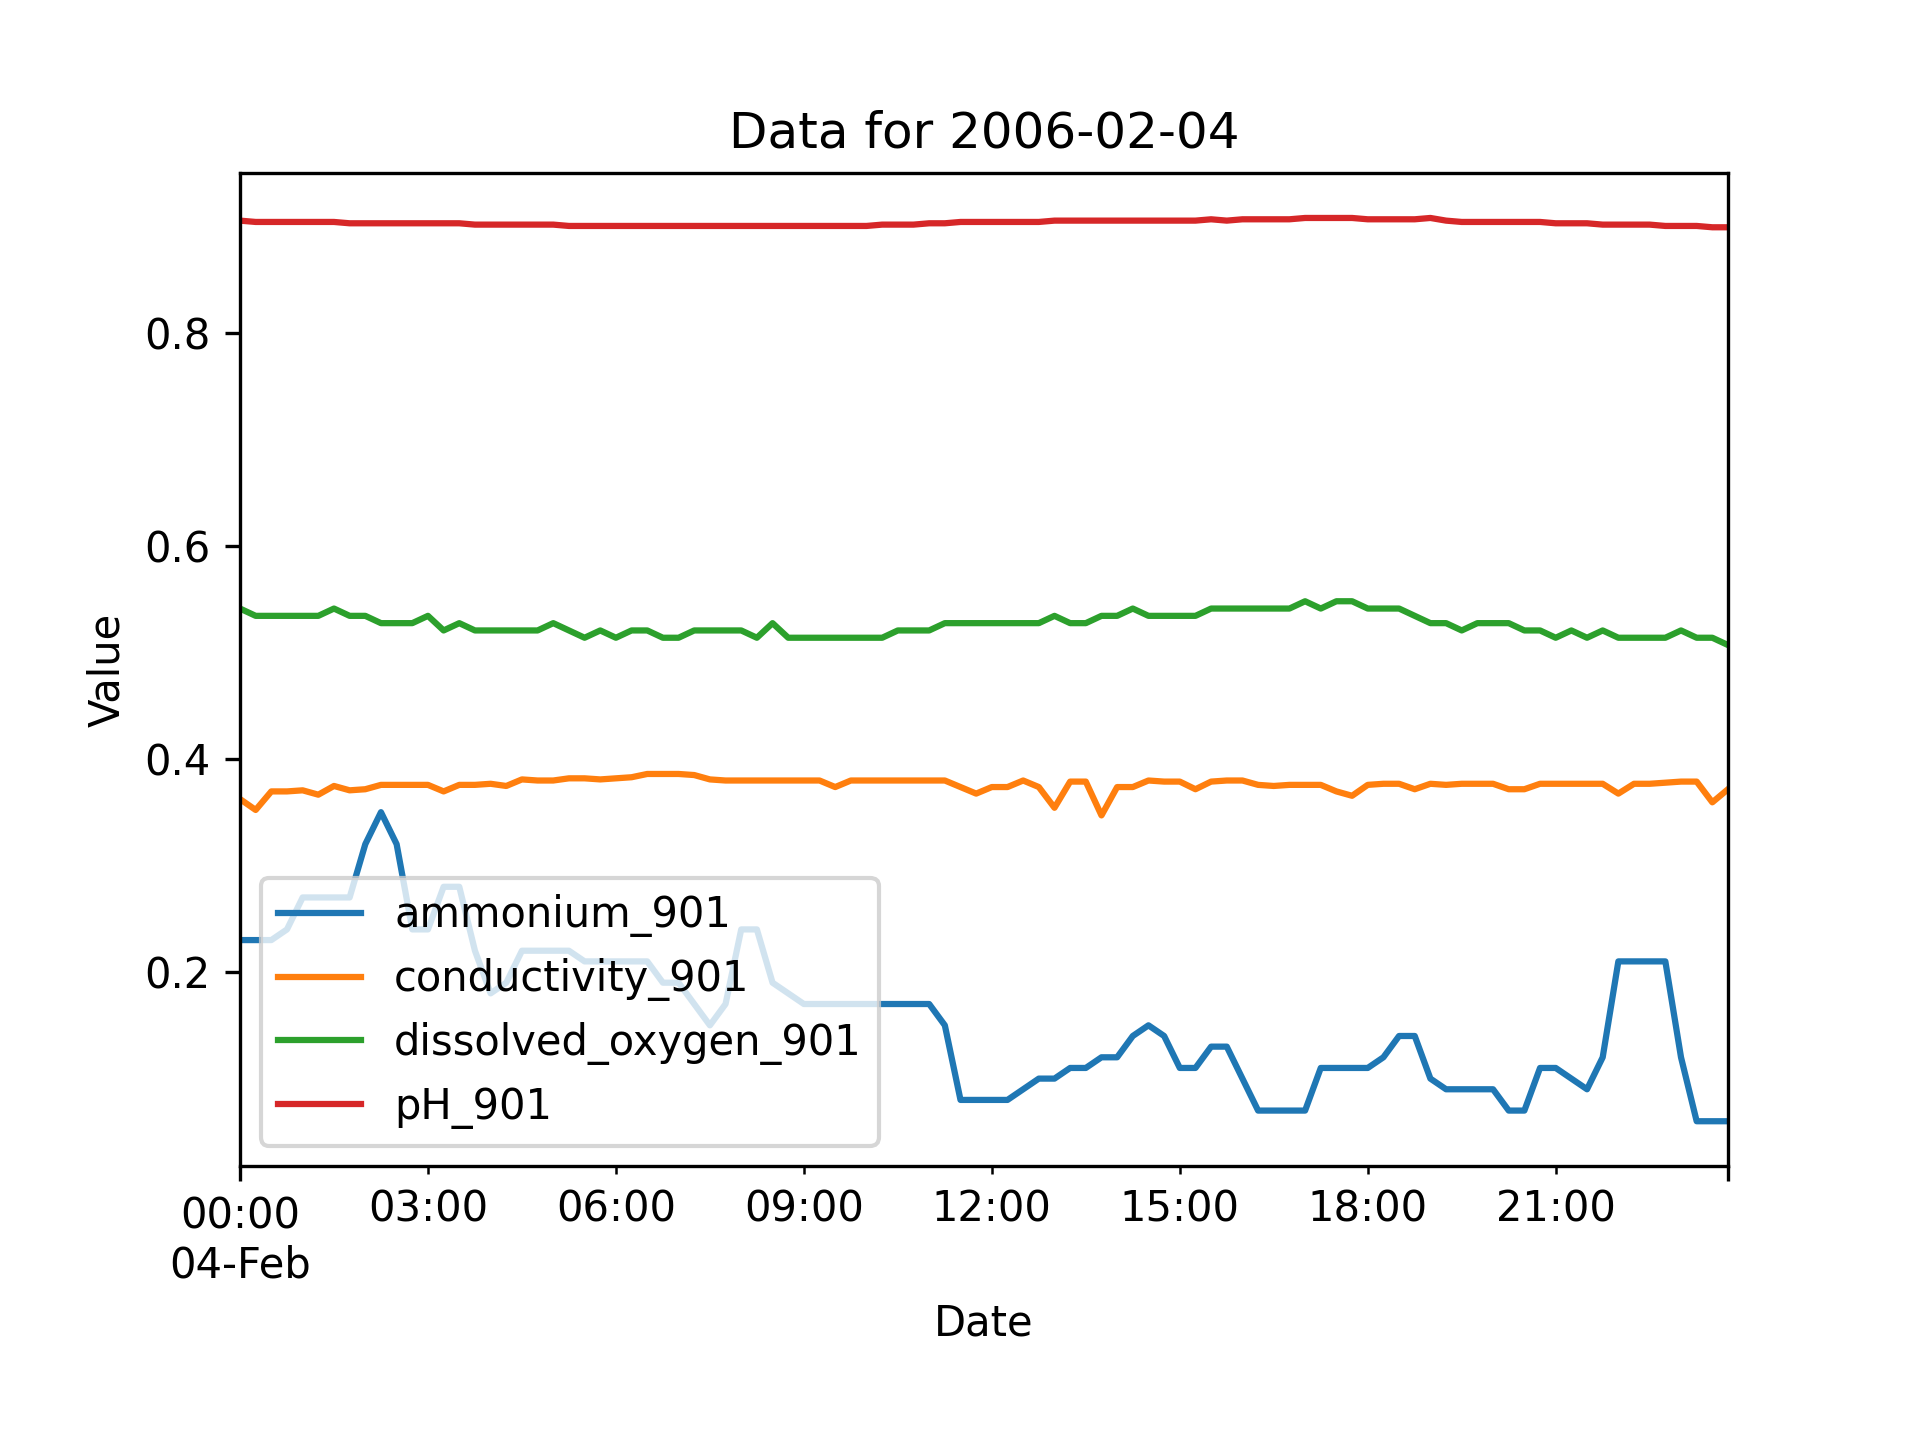 Data for 2006-02-04
Value
0.8
0.6
0.4
0.2
ammonium_901
conductivity_901
dissolved_oxygen_901
pH_901
00:00 03:00 06:00 09:00 12:00 15:00 18:00 21:00
04-Feb
Date